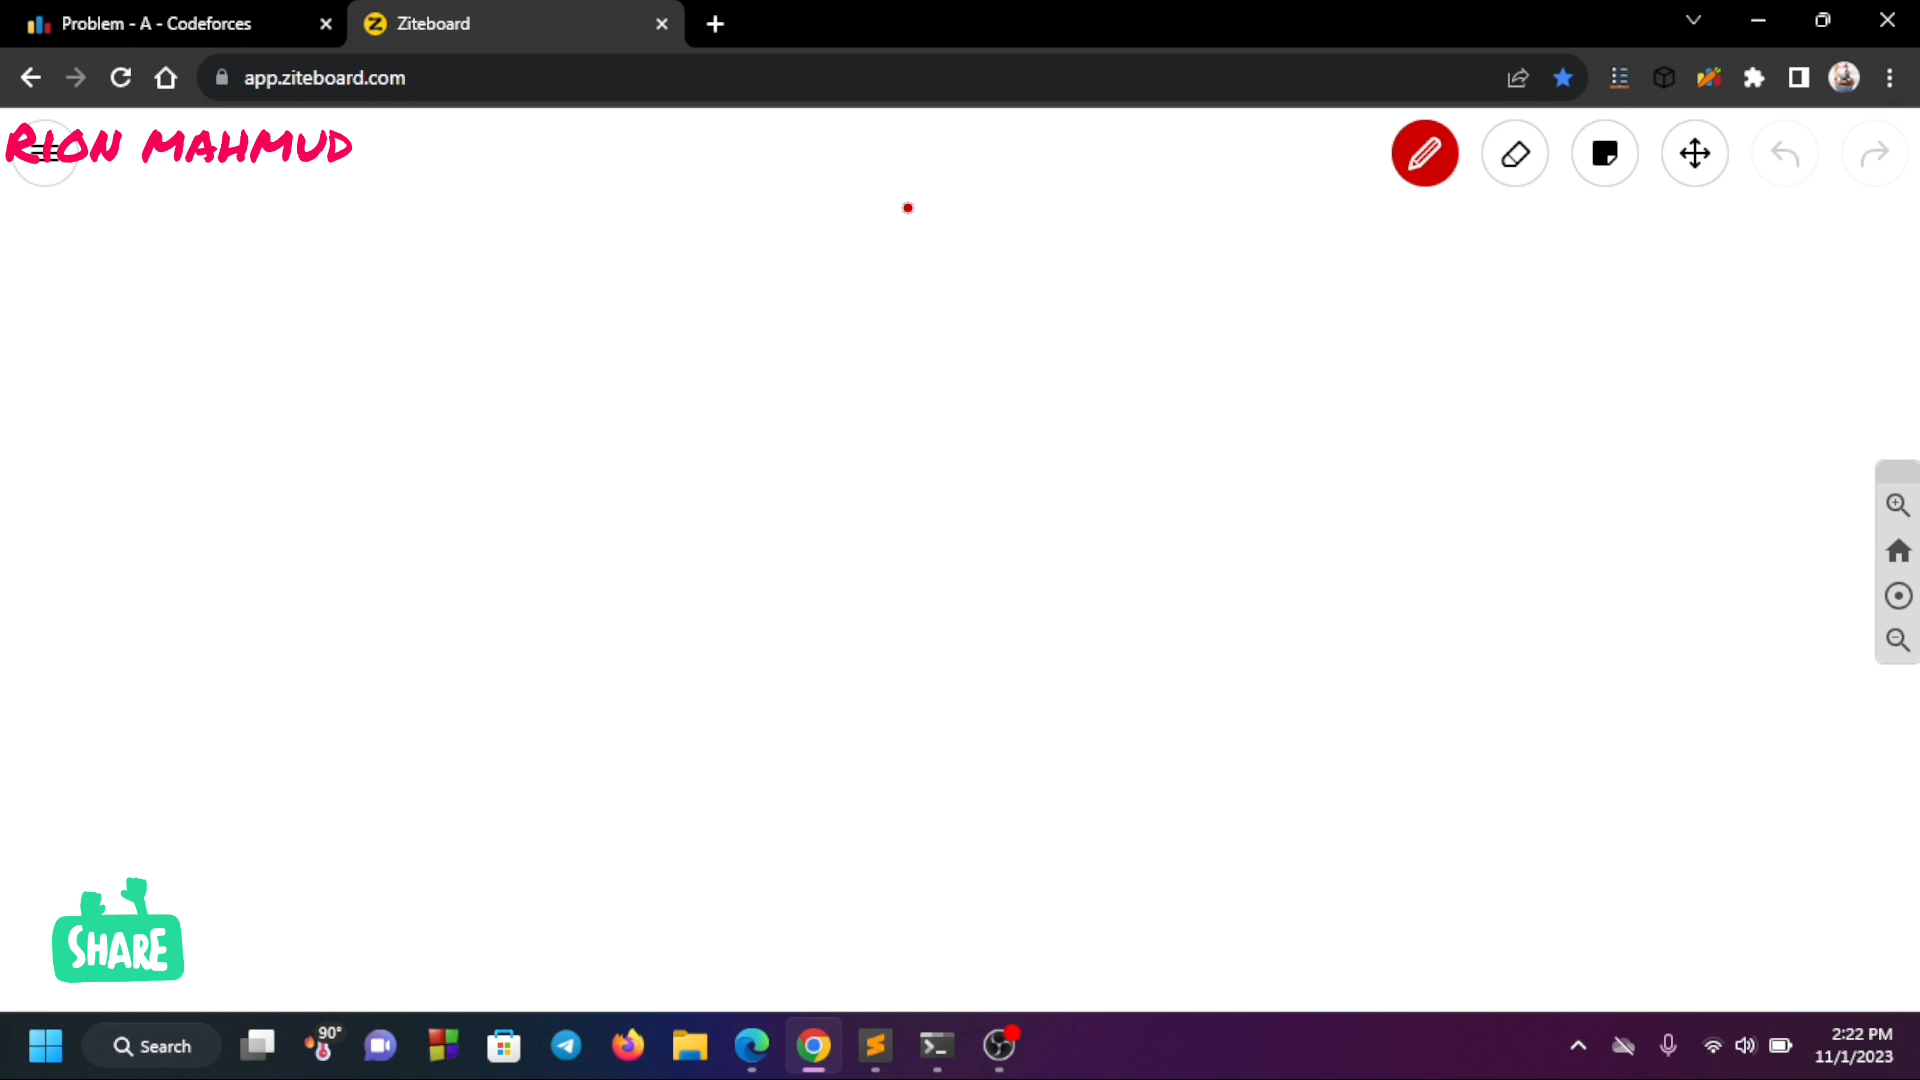 Problem - A - Codeforces
Ziteboard
app.ziteboard.com
RION MAHMUD
SHARE
Search
90°
2:22 PM
11/1/2023